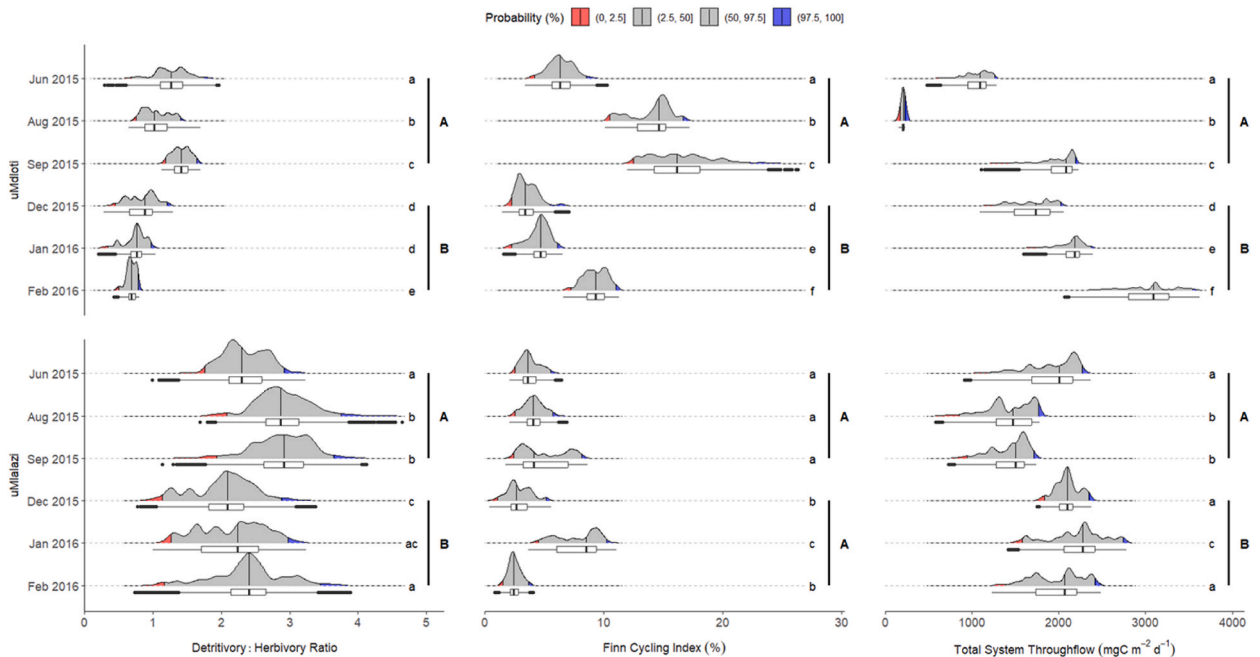 Probability (%) (0, 2.5] (2.5, 50] (50, 97.5] (97.5, 100]
uMdloti
Jun 2015 a a a
Aug 2015 b A b A b A
Sep 2015 c c c
Dec 2015 d d d
Jan 2016 d B e B e B
Feb 2016 e f f
uMlalazi
Jun 2015 a a a
Aug 2015 b A a A b A
Sep 2015 b a b
Dec 2015 c b a
Jan 2016 ac B c A c B
Feb 2016 a b a
0 1 2 3 4 5 0 10 20 30 0 1000 2000 3000 4000
Detritivory : Herbivory Ratio Finn Cycling Index (%) Total System Throughflow (mgC m⁻² d⁻¹)